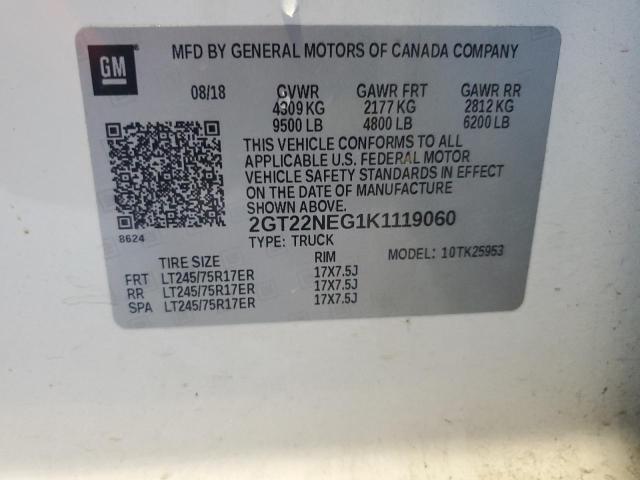 GM
MFD BY GENERAL MOTORS OF CANADA COMPANY
08/18 GVWR GAWR FRT GAWR RR
4309 KG 2177 KG 2812 KG
9500 LB 4800 LB 6200 LB
THIS VEHICLE CONFORMS TO ALL
APPLICABLE U.S. FEDERAL MOTOR
VEHICLE SAFETY STANDARDS IN EFFECT
ON THE DATE OF MANUFACTURE
SHOWN ABOVE.
8624
2GT22NEG1K1119060
TYPE: TRUCK MODEL: 10TK25953
TIRE SIZE RIM
FRT LT245/75R17ER 17X7.5J
RR LT245/75R17ER 17X7.5J
SPA LT245/75R17ER 17X7.5J